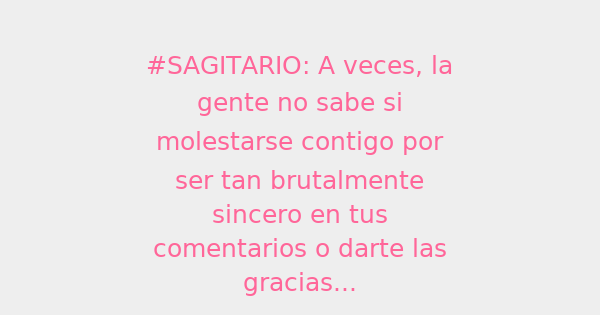 #SAGITARIO: A veces, la
gente no sabe si
molestarse contigo por
ser tan brutalmente
sincero en tus
comentarios o darte las
gracias...